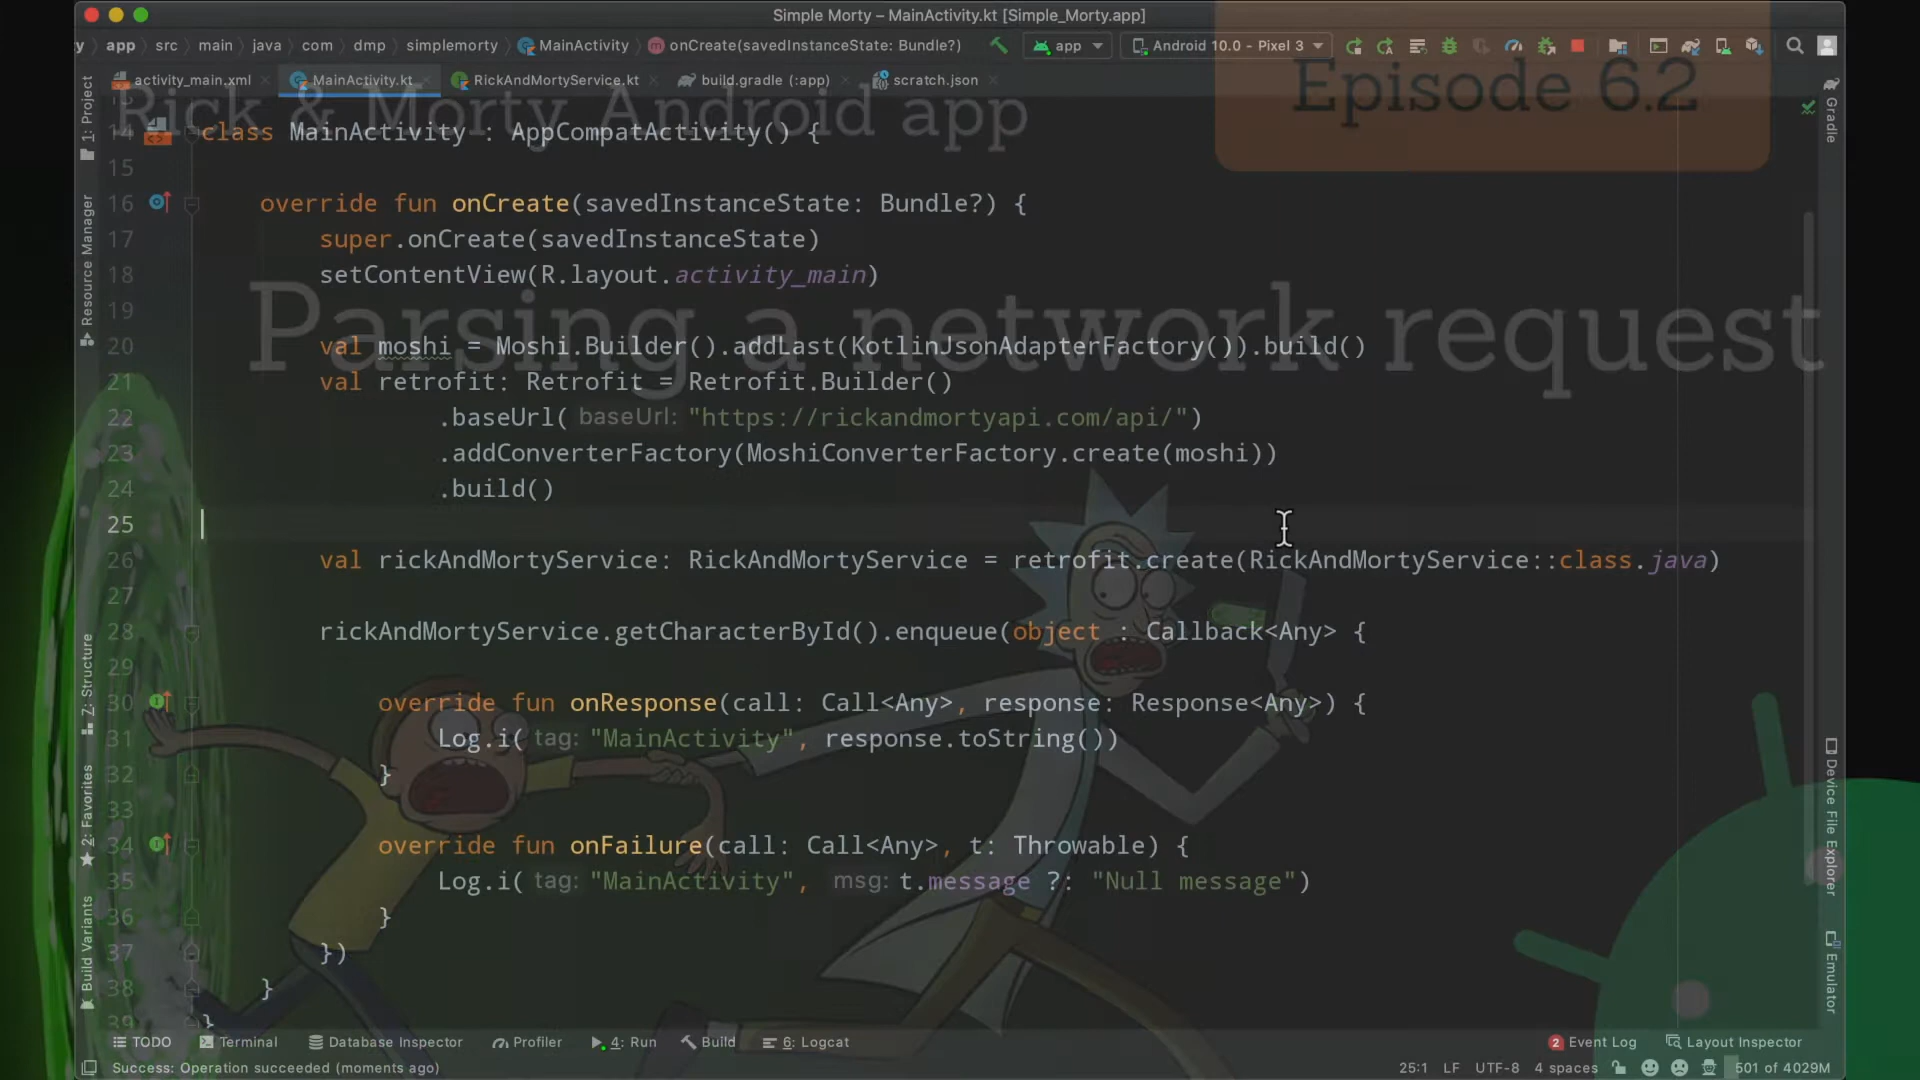 Simple Morty – MainActivity.kt [Simple_Morty.app]
y app src main java com dmp simplemorty MainActivity onCreate(savedInstanceState: Bundle?) app Android 10.0 - Pixel 3
activity_main.xml MainActivity.kt RickAndMortyService.kt build.gradle (:app) scratch.json
Episode 6.2
Rick & Morty Android app
Parsing a network request
13
14 class MainActivity : AppCompatActivity() {
15
16 override fun onCreate(savedInstanceState: Bundle?) {
17 super.onCreate(savedInstanceState)
18 setContentView(R.layout.activity_main)
19
20 val moshi = Moshi.Builder().addLast(KotlinJsonAdapterFactory()).build()
21 val retrofit: Retrofit = Retrofit.Builder()
22 .baseUrl( baseUrl: "https://rickandmortyapi.com/api/")
23 .addConverterFactory(MoshiConverterFactory.create(moshi))
24 .build()
25
26 val rickAndMortyService: RickAndMortyService = retrofit.create(RickAndMortyService::class.java)
27
28 rickAndMortyService.getCharacterById().enqueue(object : Callback<Any> {
29
30 override fun onResponse(call: Call<Any>, response: Response<Any>) {
31 Log.i( tag: "MainActivity", response.toString())
32 }
33
34 override fun onFailure(call: Call<Any>, t: Throwable) {
35 Log.i( tag: "MainActivity", msg: t.message ?: "Null message")
36 }
37 })
38 }
39 }
1: Project
Resource Manager
Z: Structure
2: Favorites
Build Variants
Gradle
Device File Explorer
Emulator
TODO Terminal Database Inspector Profiler 4: Run Build 6: Logcat 2 Event Log Layout Inspector
Success: Operation succeeded (moments ago) 25:1 LF UTF-8 4 spaces 501 of 4029M